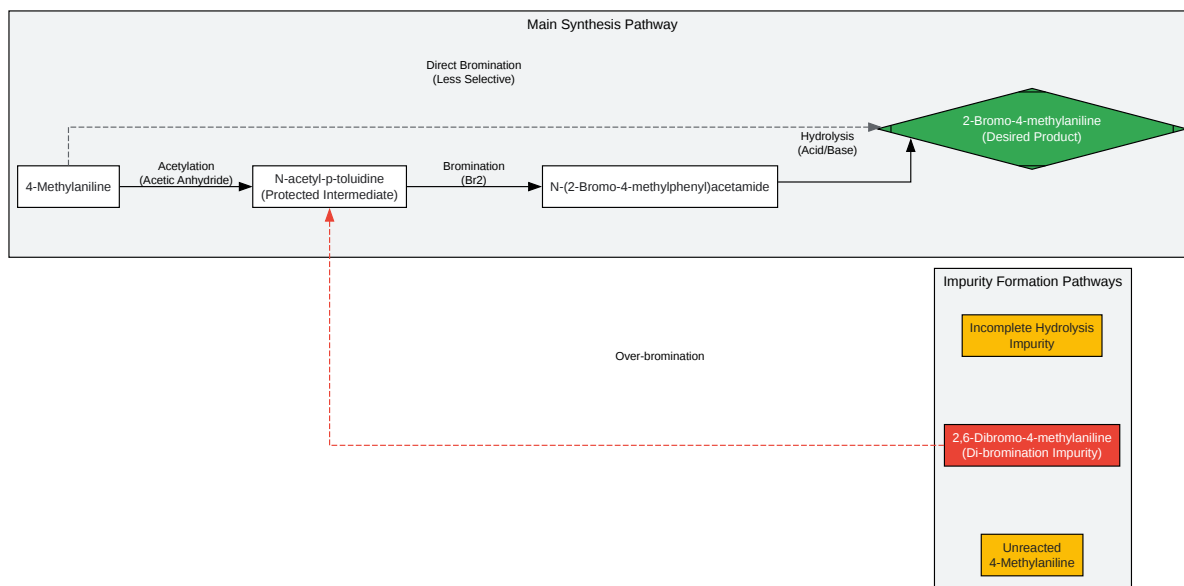 Main Synthesis Pathway
Direct Bromination
(Less Selective)
2-Bromo-4-methylaniline
(Desired Product)
Hydrolysis
(Acid/Base)
4-Methylaniline
Acetylation
(Acetic Anhydride)
N-acetyl-p-toluidine
(Protected Intermediate)
Bromination
(Br2)
N-(2-Bromo-4-methylphenyl)acetamide
Impurity Formation Pathways
Incomplete Hydrolysis
Impurity
Over-bromination
2,6-Dibromo-4-methylaniline
(Di-bromination Impurity)
Unreacted
4-Methylaniline